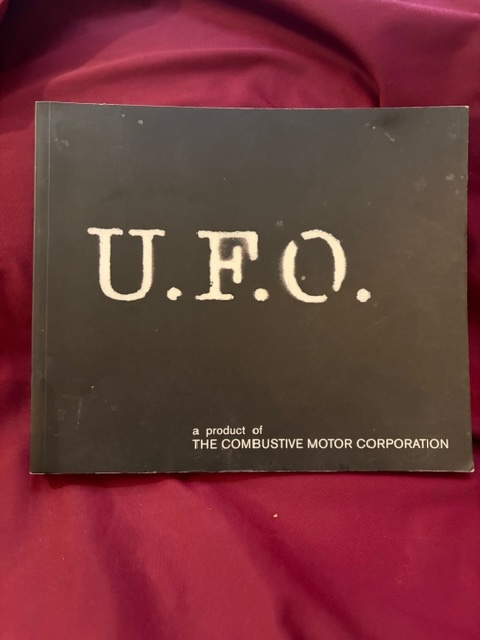 U.F.O.
a product of
THE COMBUSTIVE MOTOR CORPORATION